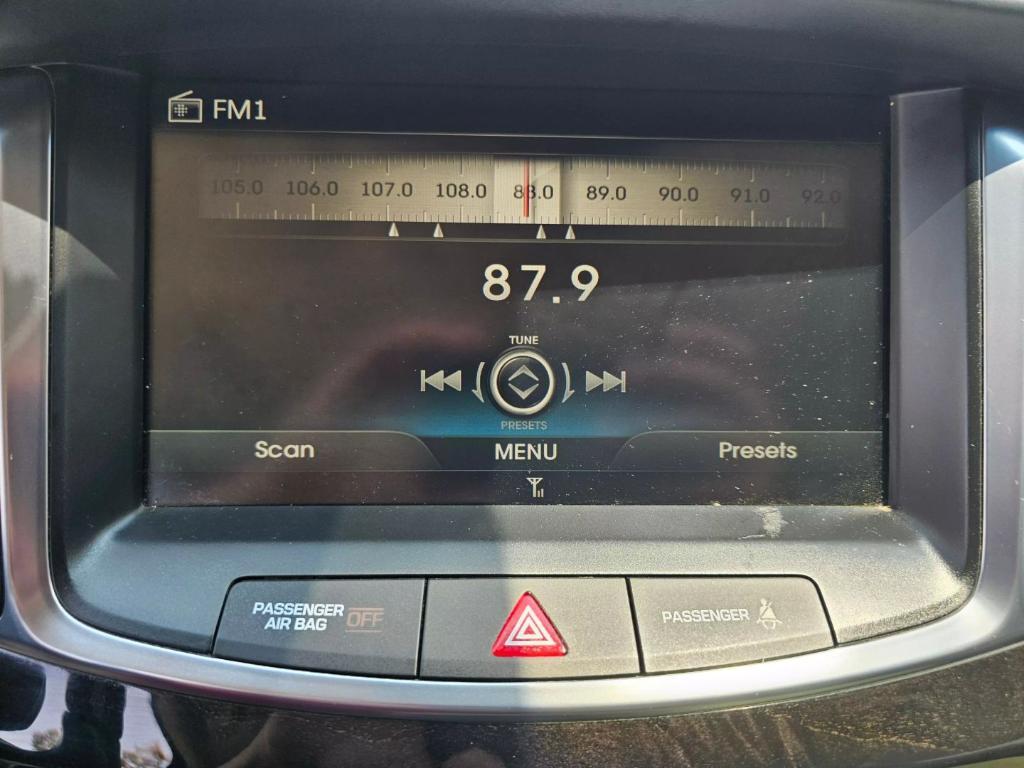 FM1
105.0 106.0 107.0 108.0 88.0 89.0 90.0 91.0 92.0
87.9
TUNE
PRESETS
Scan MENU Presets
PASSENGER AIR BAG OFF
PASSENGER